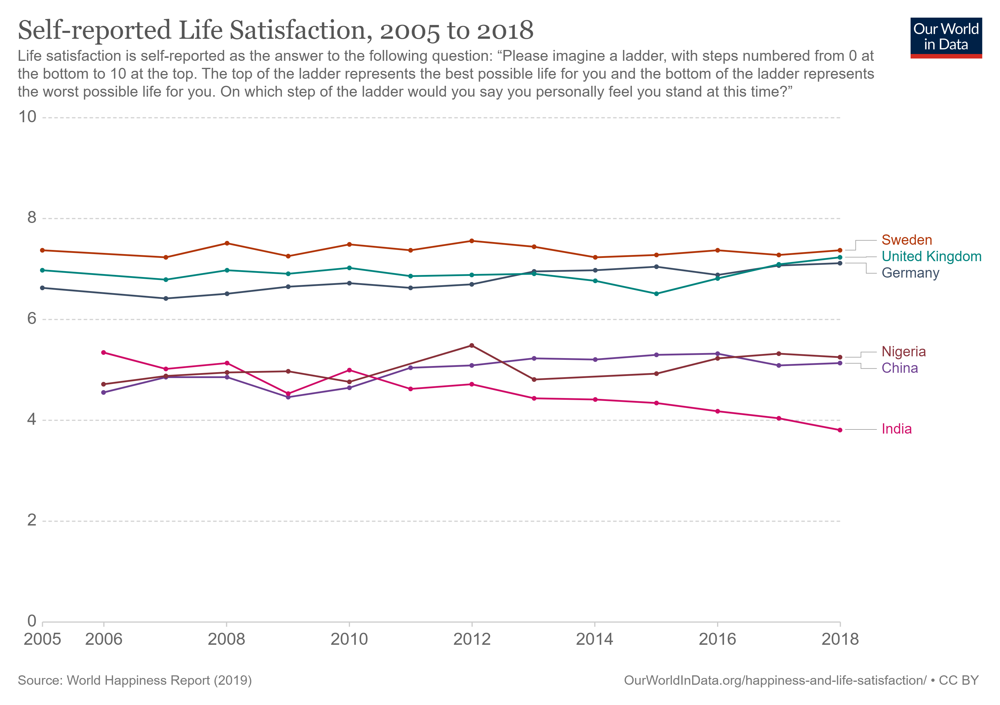 Self-reported Life Satisfaction, 2005 to 2018
Our World
in Data
Life satisfaction is self-reported as the answer to the following question: “Please imagine a ladder, with steps numbered from 0 at
the bottom to 10 at the top. The top of the ladder represents the best possible life for you and the bottom of the ladder represents
the worst possible life for you. On which step of the ladder would you say you personally feel you stand at this time?”
10
8
6
4
2
0
Sweden
United Kingdom
Germany
Nigeria
China
India
2005 2006 2008 2010 2012 2014 2016 2018
Source: World Happiness Report (2019)
OurWorldInData.org/happiness-and-life-satisfaction/ • CC BY